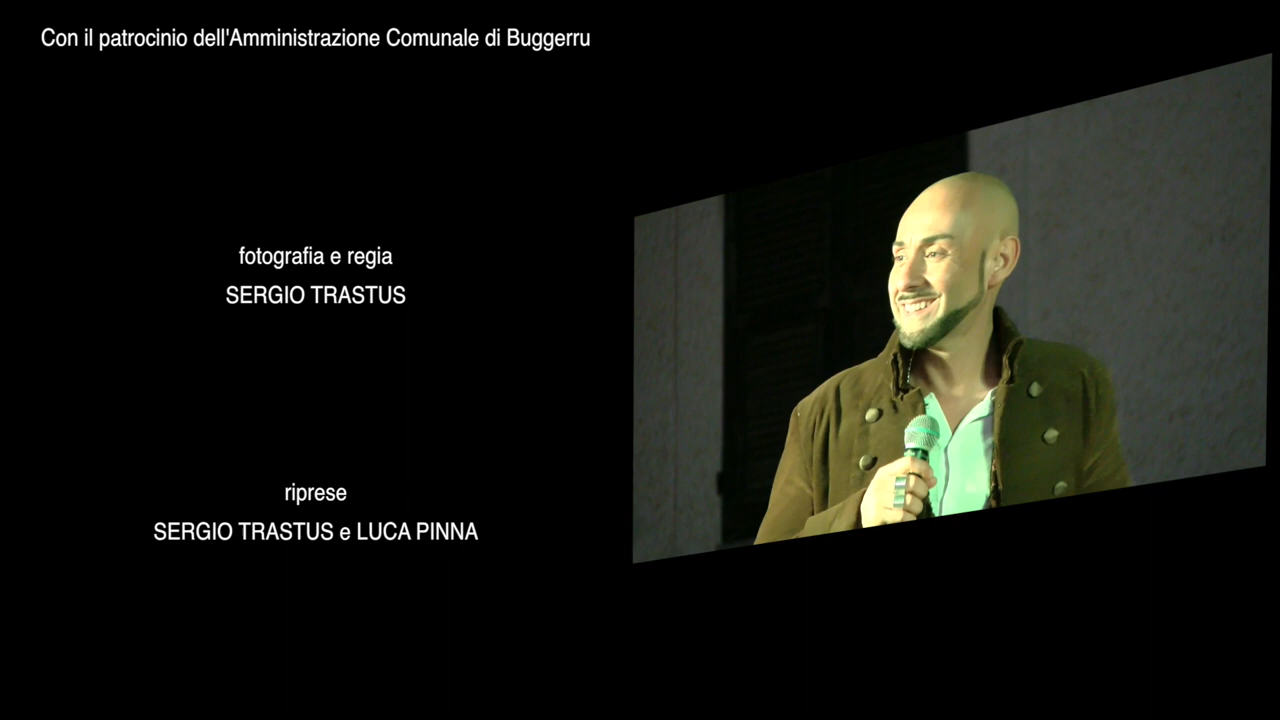 Con il patrocinio dell'Amministrazione Comunale di Buggerru
fotografia e regia
SERGIO TRASTUS
riprese
SERGIO TRASTUS e LUCA PINNA